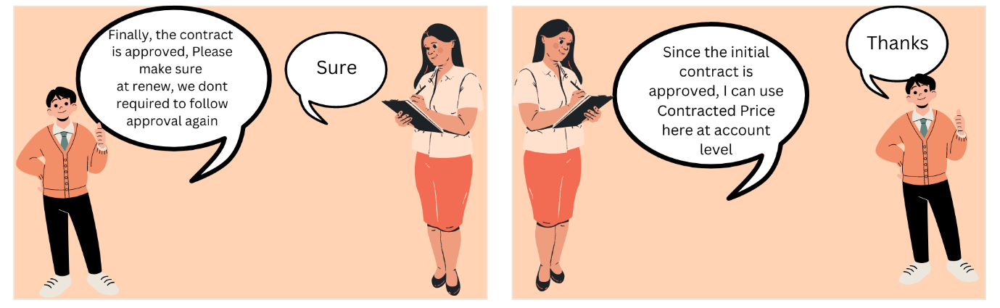 Finally, the contract
is approved, Please
make sure
at renew, we dont
required to follow
approval again
Sure
Since the initial
contract is
approved, I can use
Contracted Price
here at account
level
Thanks